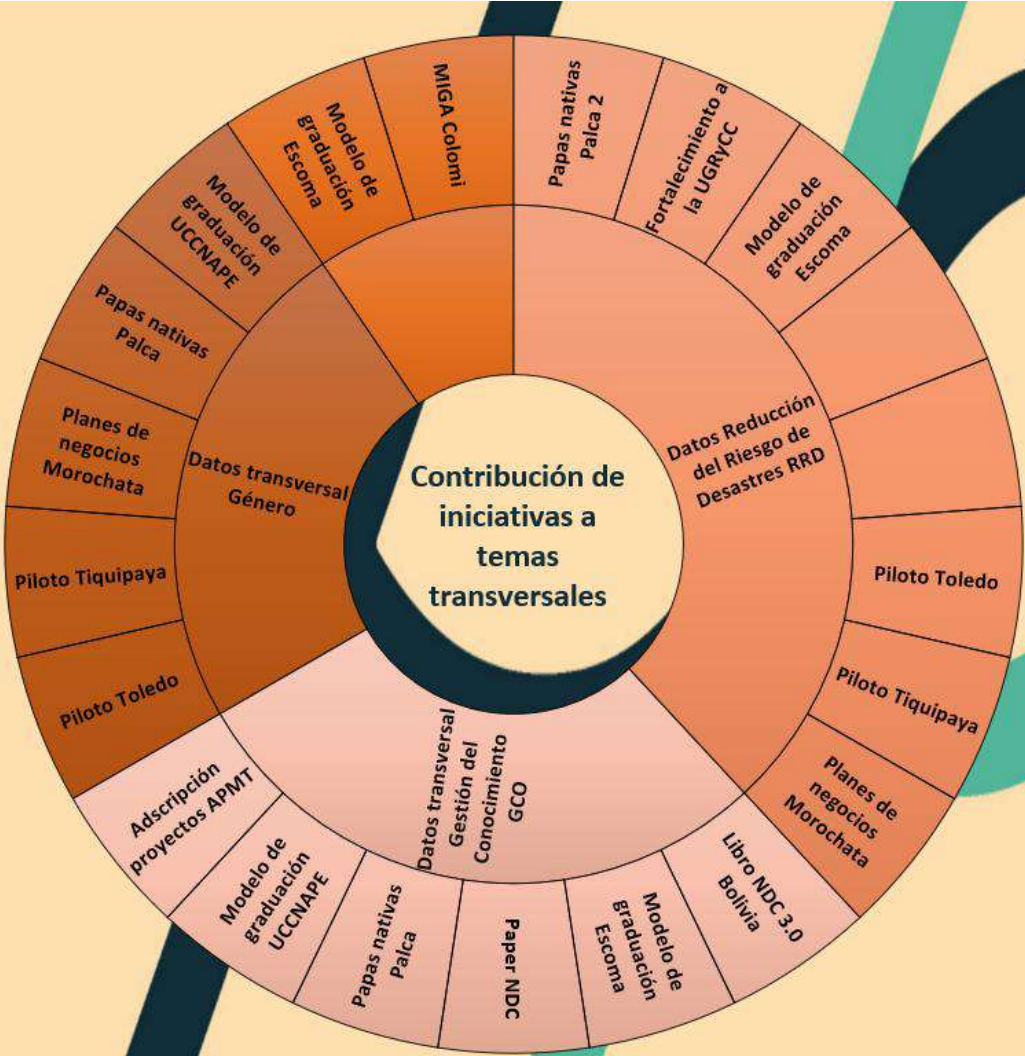 Contribución de
iniciativas a
temas
transversales
Datos Reducción
del Riesgo de
Desastres RRD
Papas nativas
Palca 2
Fortalecimiento a
la UGRyCC
Modelo de
graduación
Escoma
Piloto Toledo
Piloto Tiquipaya
Planes de
negocios
Morochata
Datos transversal
Gestión del
Conocimiento
GCO
Libro NDC 3.0
Bolivia
Modelo de
graduación
Escoma
Paper NDC
Papas nativas
Palca
Modelo de
graduación
UCCNAPE
Adscripción
proyectos APMT
Datos transversal
Género
Piloto Toledo
Piloto Tiquipaya
Planes de
negocios
Morochata
Papas nativas
Palca
Modelo de
graduación
UCCNAPE
Modelo de
graduación
Escoma
MIGA Colomi